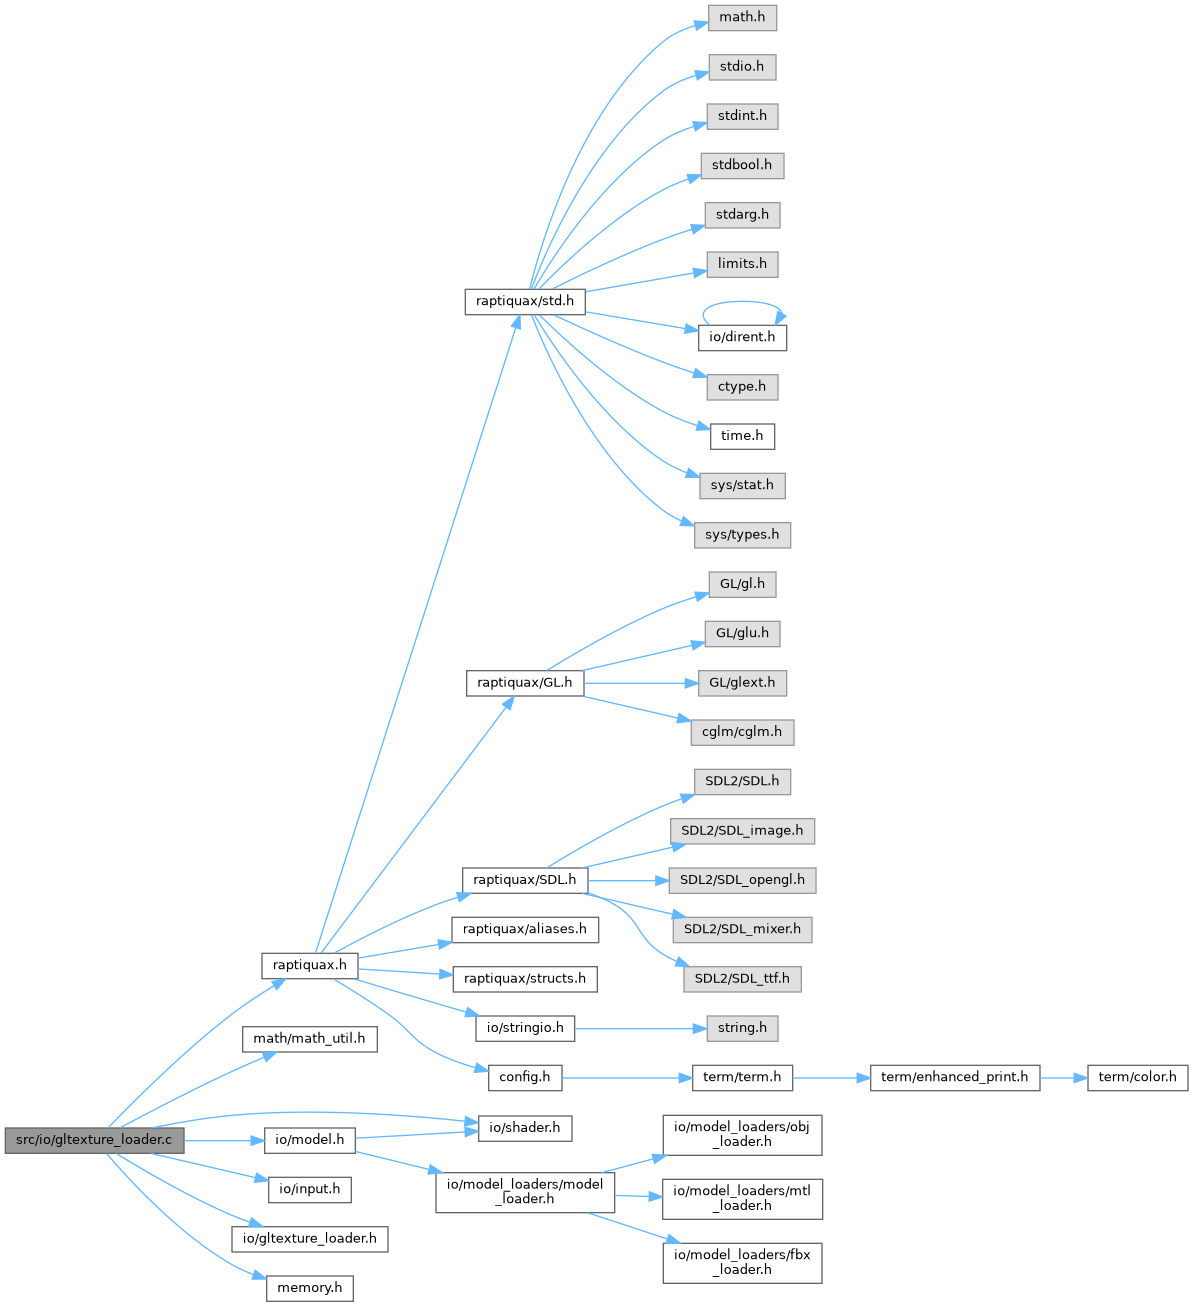 math.h
stdio.h
stdint.h
stdbool.h
stdarg.h
limits.h
raptiquax/std.h
io/dirent.h
ctype.h
time.h
sys/stat.h
sys/types.h
GL/gl.h
GL/glu.h
raptiquax/GL.h
GL/glext.h
cglm/cglm.h
SDL2/SDL.h
SDL2/SDL_image.h
raptiquax/SDL.h
SDL2/SDL_opengl.h
raptiquax/aliases.h
SDL2/SDL_mixer.h
raptiquax.h
raptiquax/structs.h
SDL2/SDL_ttf.h
io/stringio.h
string.h
math/math_util.h
config.h
term/term.h
term/enhanced_print.h
term/color.h
src/io/gltexture_loader.c
io/model.h
io/shader.h
io/model_loaders/obj
_loader.h
io/input.h
io/model_loaders/model
_loader.h
io/model_loaders/mtl
_loader.h
io/gltexture_loader.h
io/model_loaders/fbx
_loader.h
memory.h